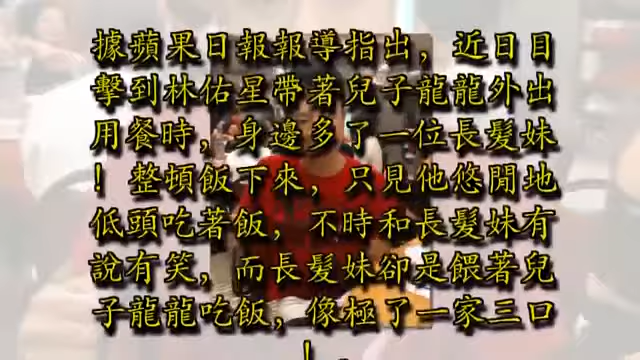 據蘋果日報報導指出，近日目
擊到林佑星帶著兒子龍龍外出
用餐時，身邊多了一位長髮妹
！整頓飯下來，只見他悠閒地
低頭吃著飯，不時和長髮妹有
說有笑，而長髮妹卻是餵著兒
子龍龍吃飯，像極了一家三口
！。